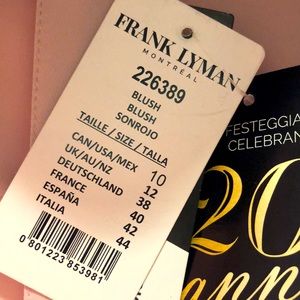 FRANK LYMAN
MONTRÉAL
226389
BLUSH
BLUSH
SONROJO
TAILLE / SIZE / TALLA
CAN/USA/MEX 10
UK/AU/NZ 12
DEUTSCHLAND 38
FRANCE 40
ESPAÑA 42
ITALIA 44
0 801223 853981
FESTEGGIA
CELEBRAN
20
ann